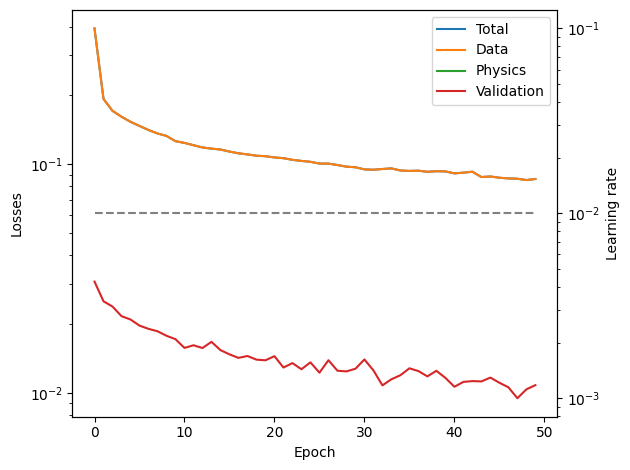 Total
Data
Physics
Validation
Losses
10⁻¹
10⁻²
10⁻¹
10⁻²
10⁻³
Learning rate
0
10
20
30
40
50
Epoch